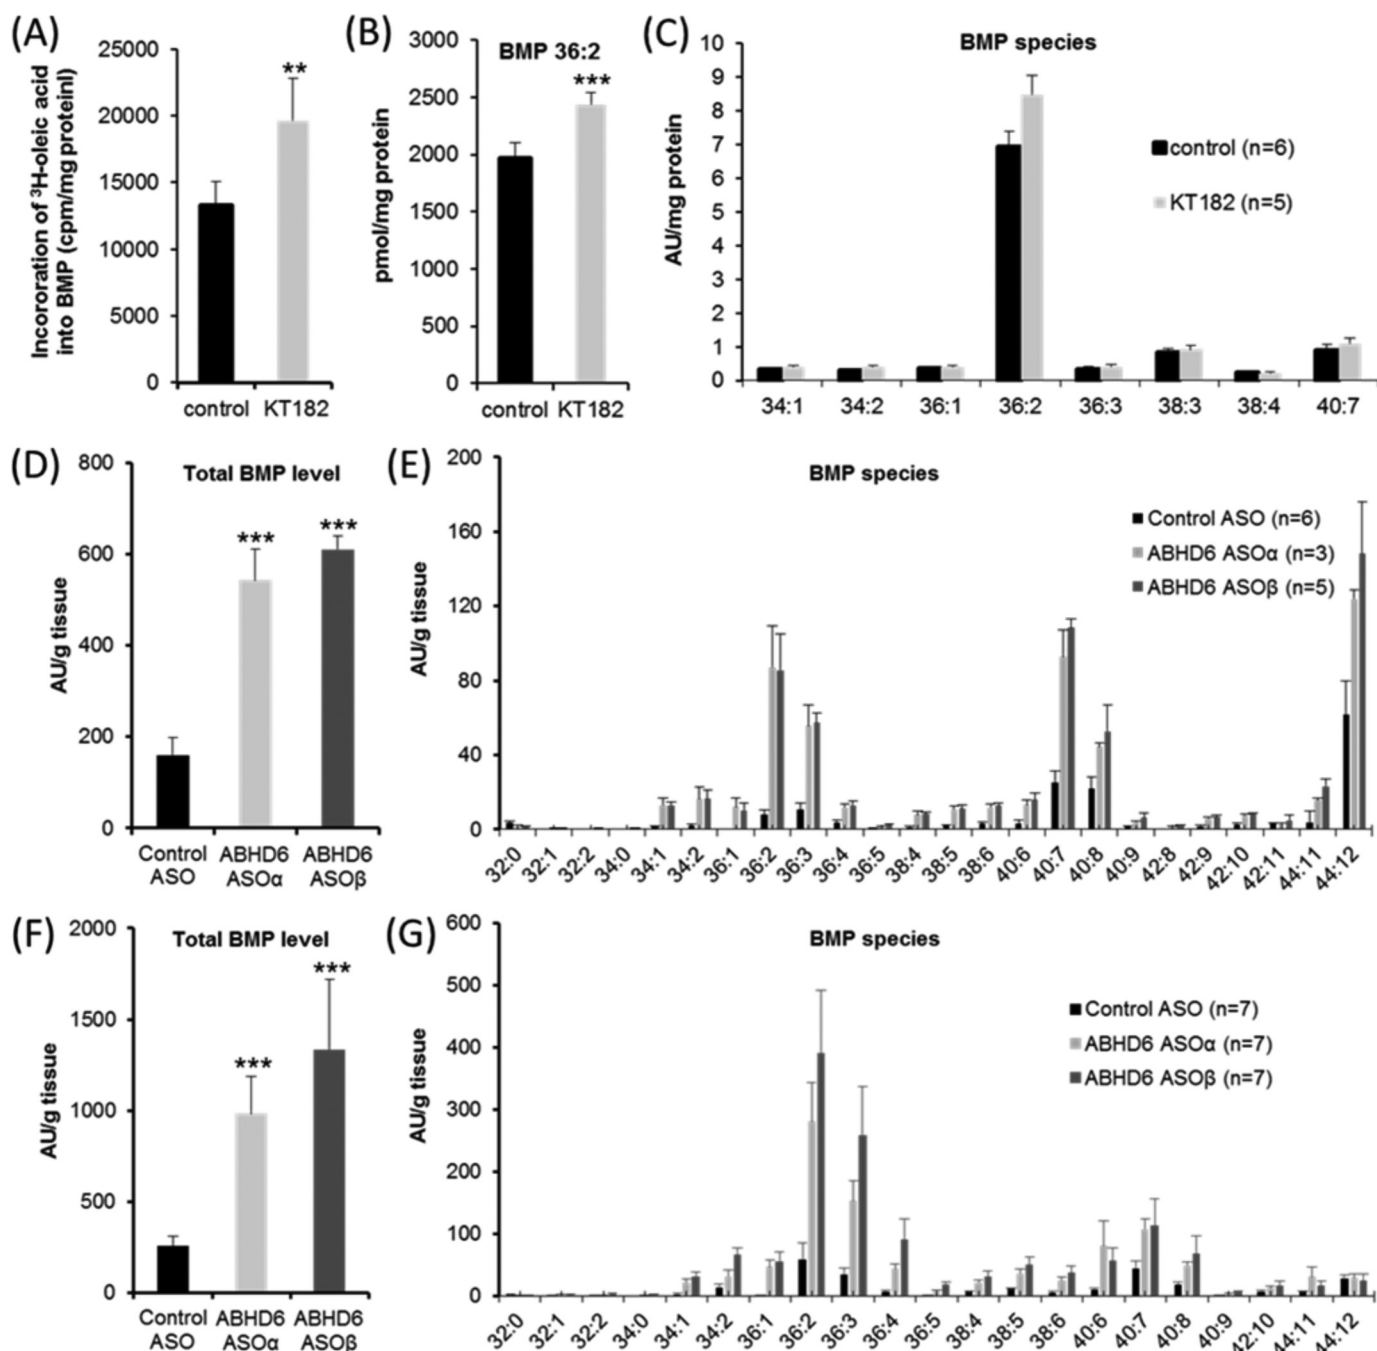 (A)
Incororation of ³H-oleic acid
into BMP (cpm/mg proteinl)
25000
20000
15000
10000
5000
0
**
control KT182
(B)
BMP 36:2
pmol/mg protein
3000
2500
2000
1500
1000
500
0
***
control KT182
(C)
BMP species
AU/mg protein
10
9
8
7
6
5
4
3
2
1
0
control (n=6)
KT182 (n=5)
34:1 34:2 36:1 36:2 36:3 38:3 38:4 40:7
(D)
Total BMP level
AU/g tissue
800
600
400
200
0
*** ***
Control ABHD6 ABHD6
ASO ASOα ASOβ
(E)
BMP species
AU/g tissue
200
160
120
80
40
0
Control ASO (n=6)
ABHD6 ASOα (n=3)
ABHD6 ASOβ (n=5)
32:0 32:1 32:2 34:0 34:1 34:2 36:1 36:2 36:3 36:4 36:5 38:4 38:5 38:6 40:6 40:7 40:8 40:9 42:8 42:9 42:10 42:11 44:11 44:12
(F)
Total BMP level
AU/g tissue
2000
1500
1000
500
0
*** ***
Control ABHD6 ABHD6
ASO ASOα ASOβ
(G)
BMP species
AU/g tissue
600
500
400
300
200
100
0
Control ASO (n=7)
ABHD6 ASOα (n=7)
ABHD6 ASOβ (n=7)
32:0 32:1 32:2 34:0 34:1 34:2 36:1 36:2 36:3 36:4 36:5 38:4 38:5 38:6 40:6 40:7 40:8 40:9 42:10 44:11 44:12